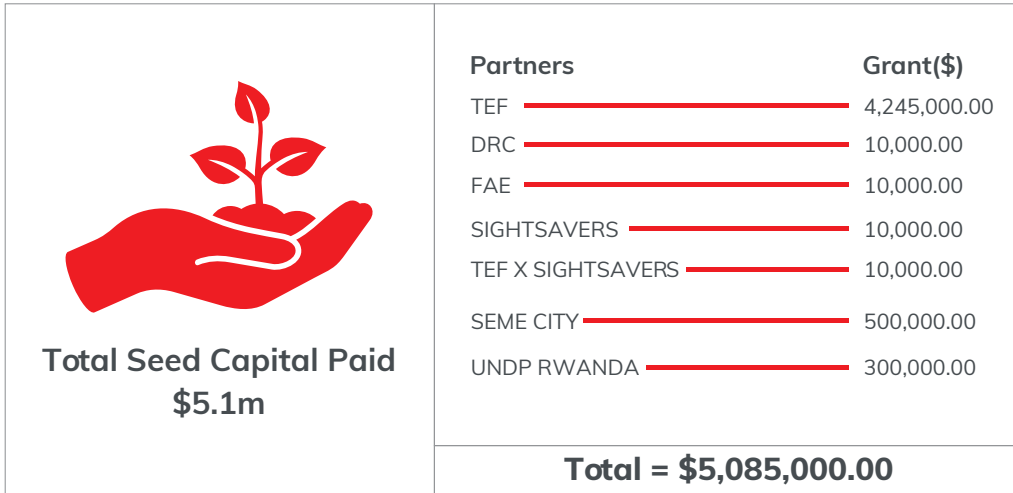 Total Seed Capital Paid
$5.1m
Partners Grant($)
TEF 4,245,000.00
DRC 10,000.00
FAE 10,000.00
SIGHTSAVERS 10,000.00
TEF X SIGHTSAVERS 10,000.00
SEME CITY 500,000.00
UNDP RWANDA 300,000.00
Total = $5,085,000.00